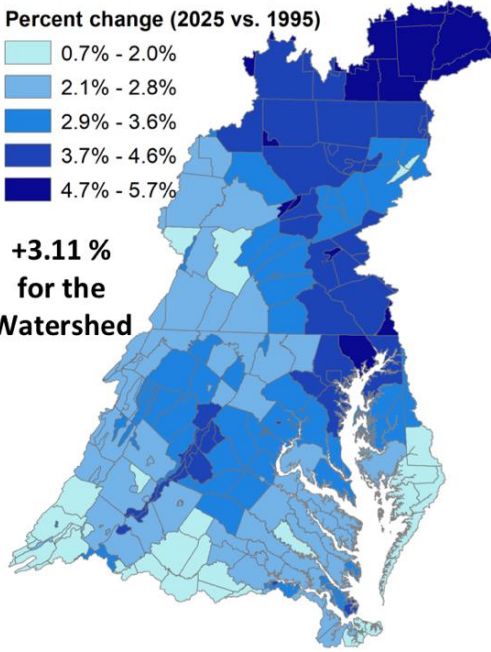 Percent change (2025 vs. 1995)
0.7% - 2.0%
2.1% - 2.8%
2.9% - 3.6%
3.7% - 4.6%
4.7% - 5.7%
+3.11 %
for the
Watershed